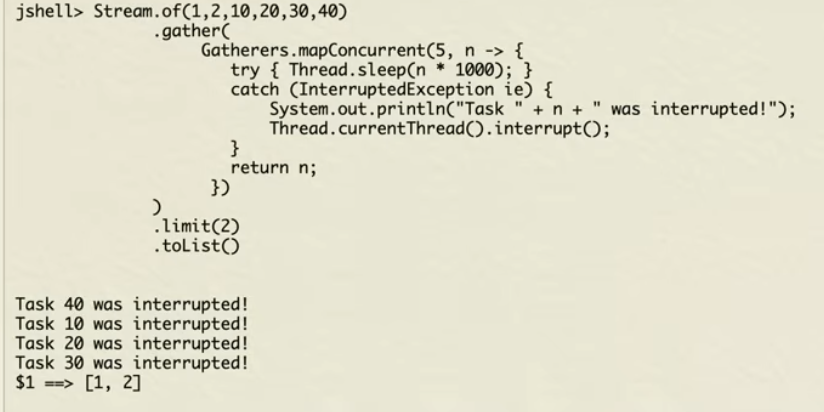 jshell> Stream.of(1,2,10,20,30,40)
.gather(
Gatherers.mapConcurrent(5, n -> {
try { Thread.sleep(n * 1000); }
catch (InterruptedException ie) {
System.out.println("Task " + n + " was interrupted!");
Thread.currentThread().interrupt();
}
return n;
})
)
.limit(2)
.toList()
Task 40 was interrupted!
Task 10 was interrupted!
Task 20 was interrupted!
Task 30 was interrupted!
$1 ==> [1, 2]